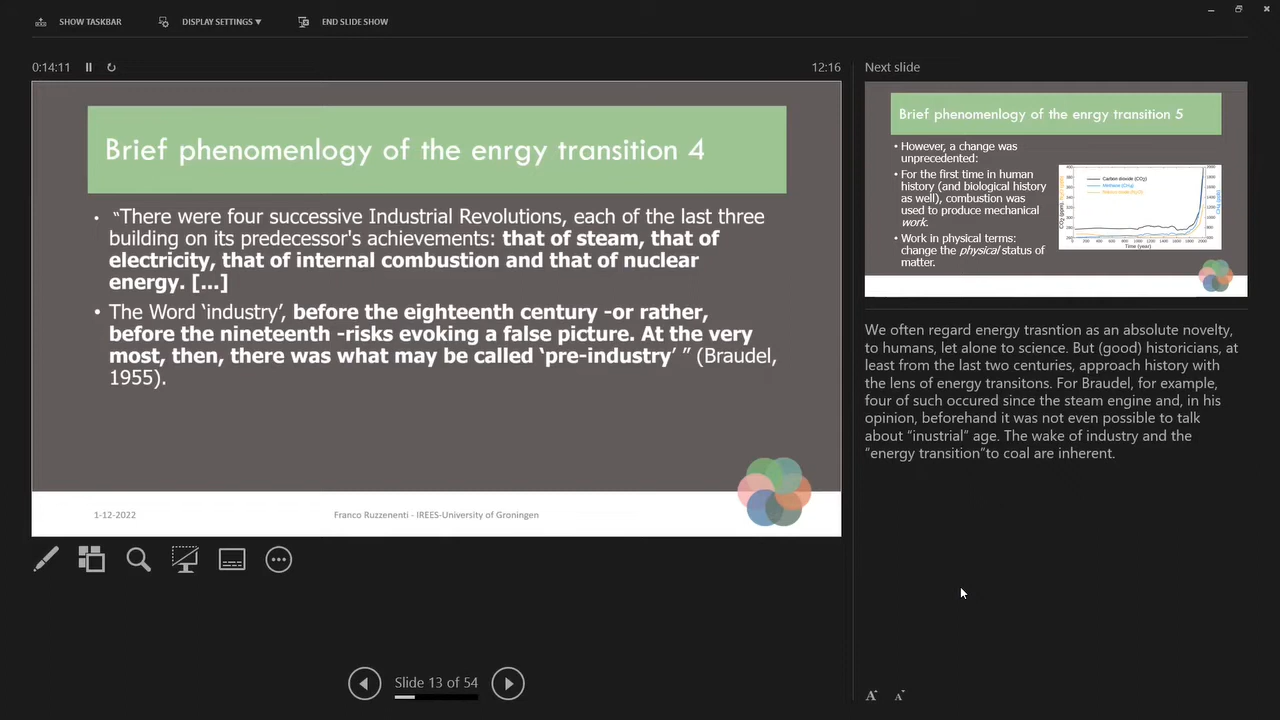 SHOW TASKBAR
DISPLAY SETTINGS ▼
END SLIDE SHOW
0:14:11
12:16
Brief phenomenlogy of the enrgy transition 4
• “There were four successive Industrial Revolutions, each of the last three
building on its predecessor's achievements: that of steam, that of
electricity, that of internal combustion and that of nuclear
energy. [...]
• The Word ‘industry’, before the eighteenth century -or rather,
before the nineteenth -risks evoking a false picture. At the very
most, then, there was what may be called ‘pre-industry’ ” (Braudel,
1955).
1-12-2022
Franco Ruzzenenti - IREES-University of Groningen
Slide 13 of 54
Next slide
Brief phenomenlogy of the enrgy transition 5
• However, a change was
unprecedented:
• For the first time in human
history (and biological history
as well), combustion was
used to produce mechanical
work.
• Work in physical terms:
change the physical status of
matter.
Carbon dioxide (CO₂)
Time (year)
We often regard energy trasntion as an absolute novelty,
to humans, let alone to science. But (good) historicians, at
least from the last two centuries, approach history with
the lens of energy transitons. For Braudel, for example,
four of such occured since the steam engine and, in his
opinion, beforehand it was not even possible to talk
about “inustrial” age. The wake of industry and the
“energy transition”to coal are inherent.
A
A